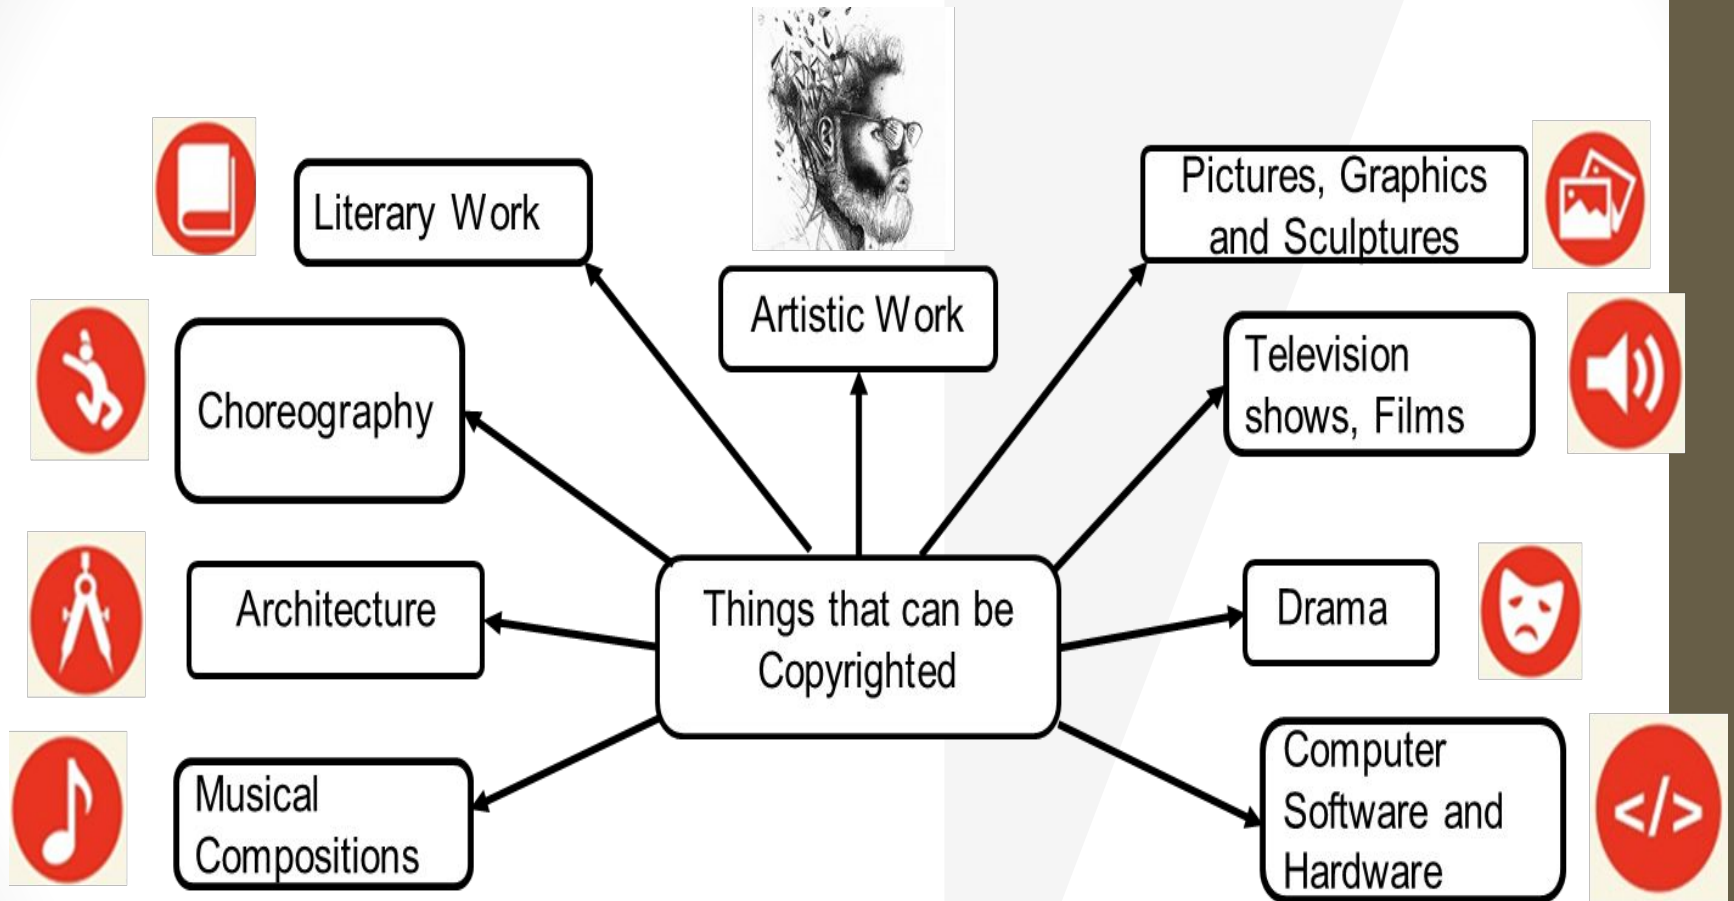 Literary Work
Artistic Work
Pictures, Graphics
and Sculptures
Choreography
Television
shows, Films
Architecture
Things that can be
Copyrighted
Drama
Musical
Compositions
Computer
Software and
Hardware
</>